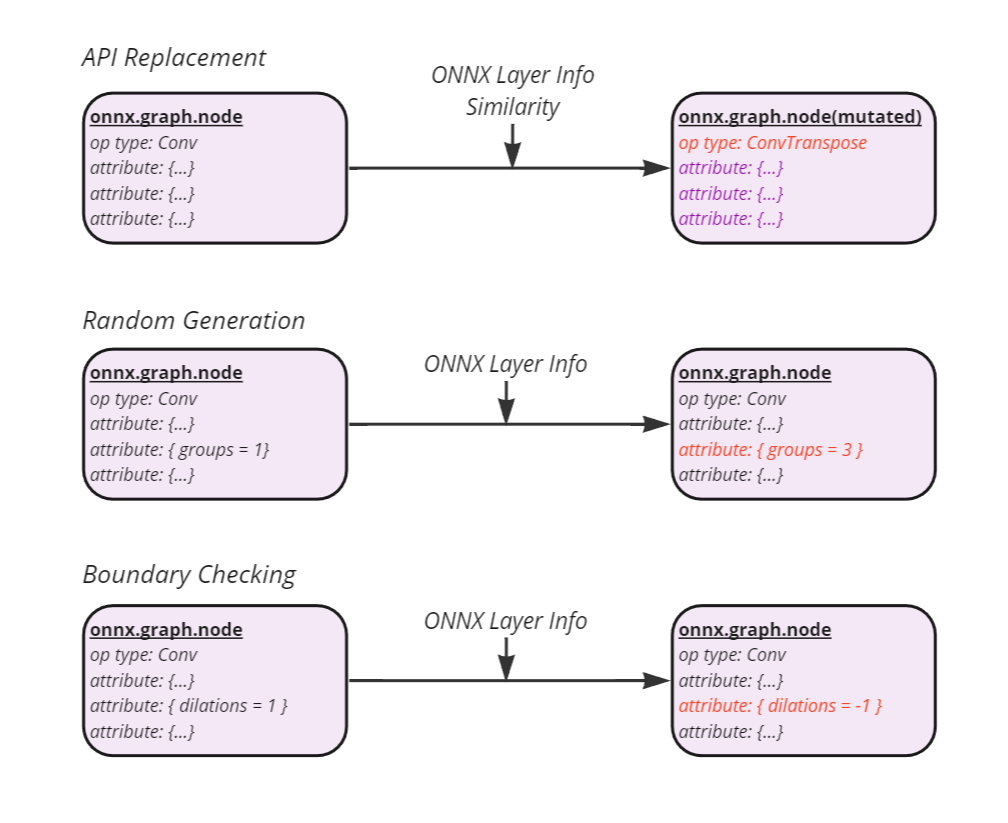 API Replacement
ONNX Layer Info
Similarity
onnx.graph.node
op type: Conv
attribute: {...}
attribute: {...}
attribute: {...}
onnx.graph.node(mutated)
op type: ConvTranspose
attribute: {...}
attribute: {...}
attribute: {...}
Random Generation
ONNX Layer Info
onnx.graph.node
op type: Conv
attribute: {...}
attribute: { groups = 1}
attribute: {...}
onnx.graph.node
op type: Conv
attribute: {...}
attribute: { groups = 3 }
attribute: {...}
Boundary Checking
ONNX Layer Info
onnx.graph.node
op type: Conv
attribute: {...}
attribute: { dilations = 1 }
attribute: {...}
onnx.graph.node
op type: Conv
attribute: {...}
attribute: { dilations = -1 }
attribute: {...}